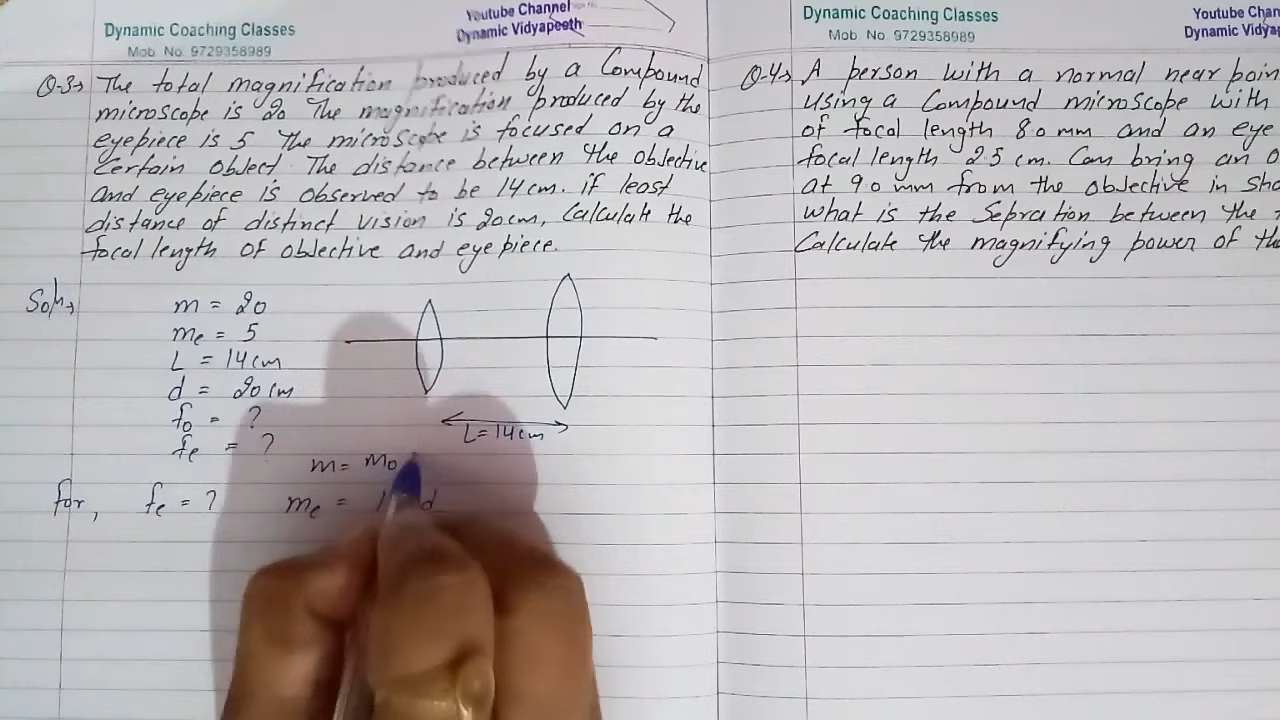 Dynamic Coaching Classes
Mob. No. 9729358989
Youtube Channel
Dynamic Vidyapeeth
Q-3→ The total magnification produced by a Compound
microscope is 20 The magnification produced by the
eyepiece is 5 The microscope is focused on a
Certain object. The distance between the objective
and eyepiece is observed to be 14cm. if least
distance of distinct vision is 20cm, Calculate the
focal length of objective and eye piece.
Soln→
m = 20
me = 5
L = 14cm
d = 20cm
fo = ?
fe = ?
L=14cm
m = mo
for, fe = ? me = 1 d
Dynamic Coaching Classes
Mob. No. 9729358989
Youtube Chan
Dynamic Vidya
Q-4→ A person with a normal near poin
using a Compound microscope with
of focal length 8.0 mm and an eye
focal length 2.5 cm. Can bring an o
at 9.0 mm from the objective in sha
what is the Sepration between the
Calculate the magnifying power of the